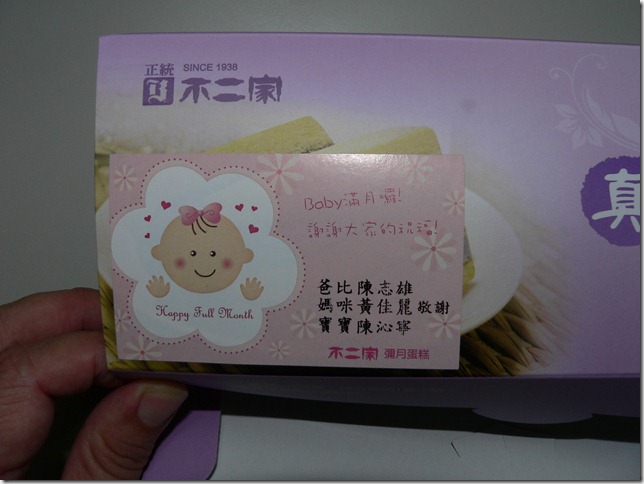 正統
SINCE 1938
不二家
真
Baby滿月囉!
謝謝大家的祝福!
Happy Full Month
爸比陳志雄
媽咪黃佳麗敬謝
寶寶陳沁寧
不二家 彌月蛋糕